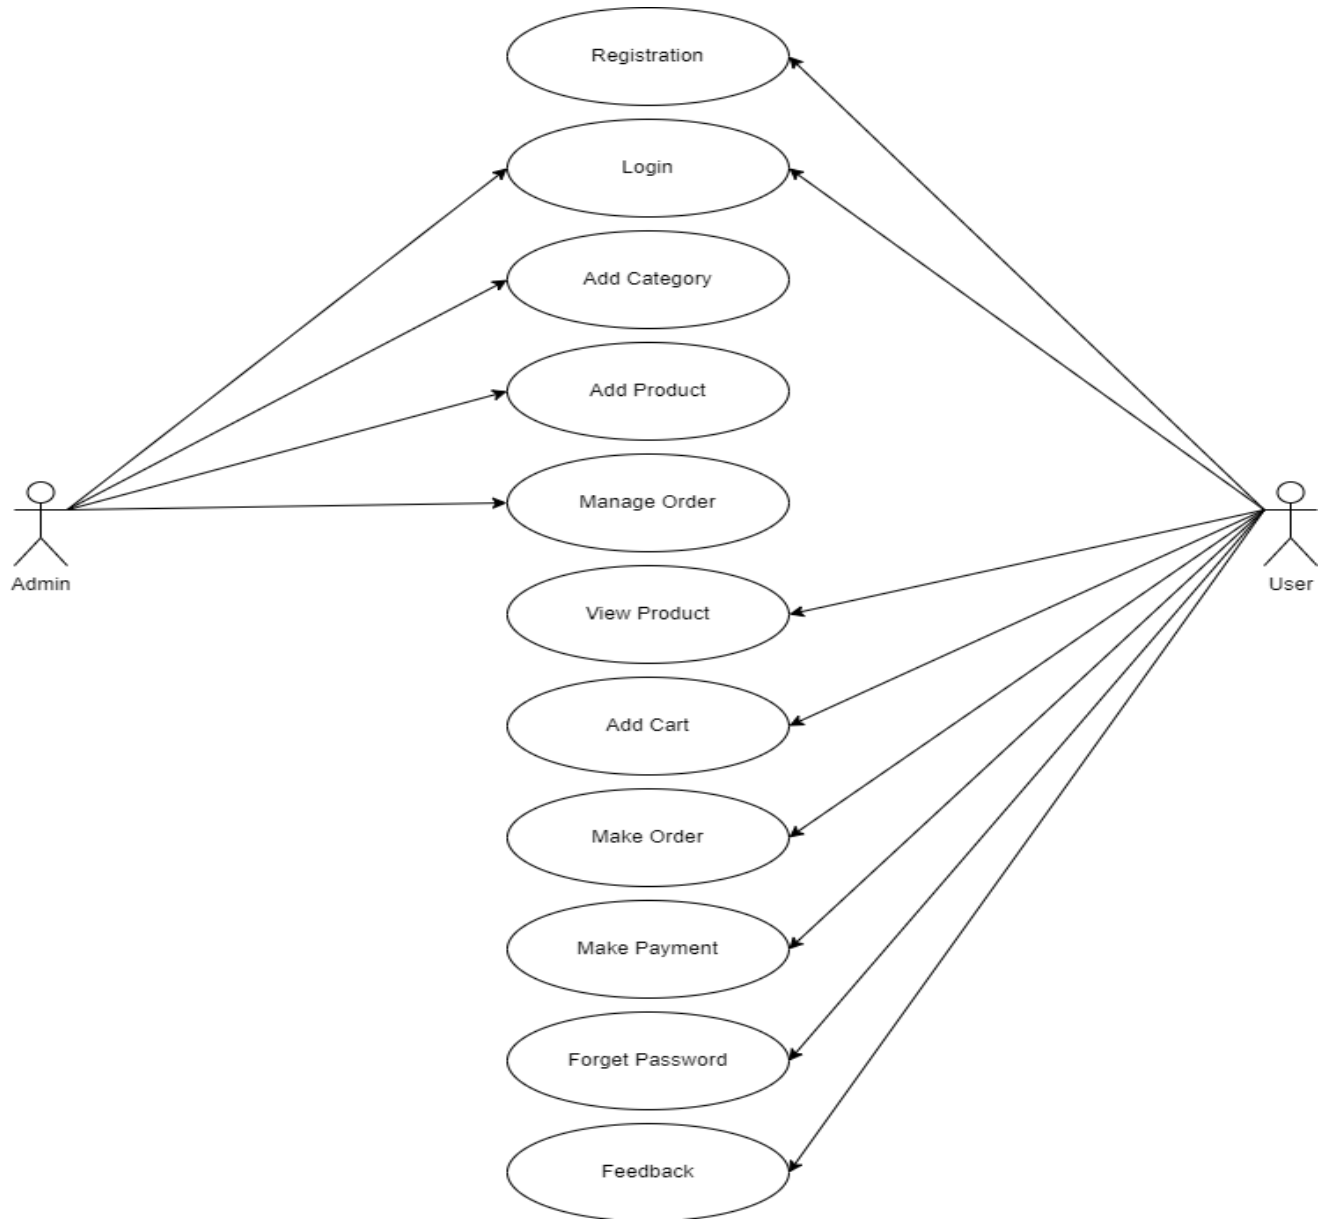 Registration
Login
Add Category
Add Product
Manage Order
Admin
User
View Product
Add Cart
Make Order
Make Payment
Forget Password
Feedback